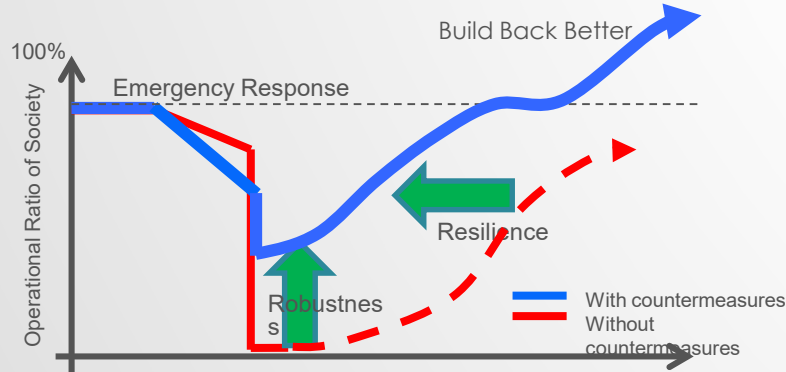 Build Back Better
100%
Emergency Response
Operational Ratio of Society
Resilience
Robustnes
s
With countermeasures
Without
countermeasures